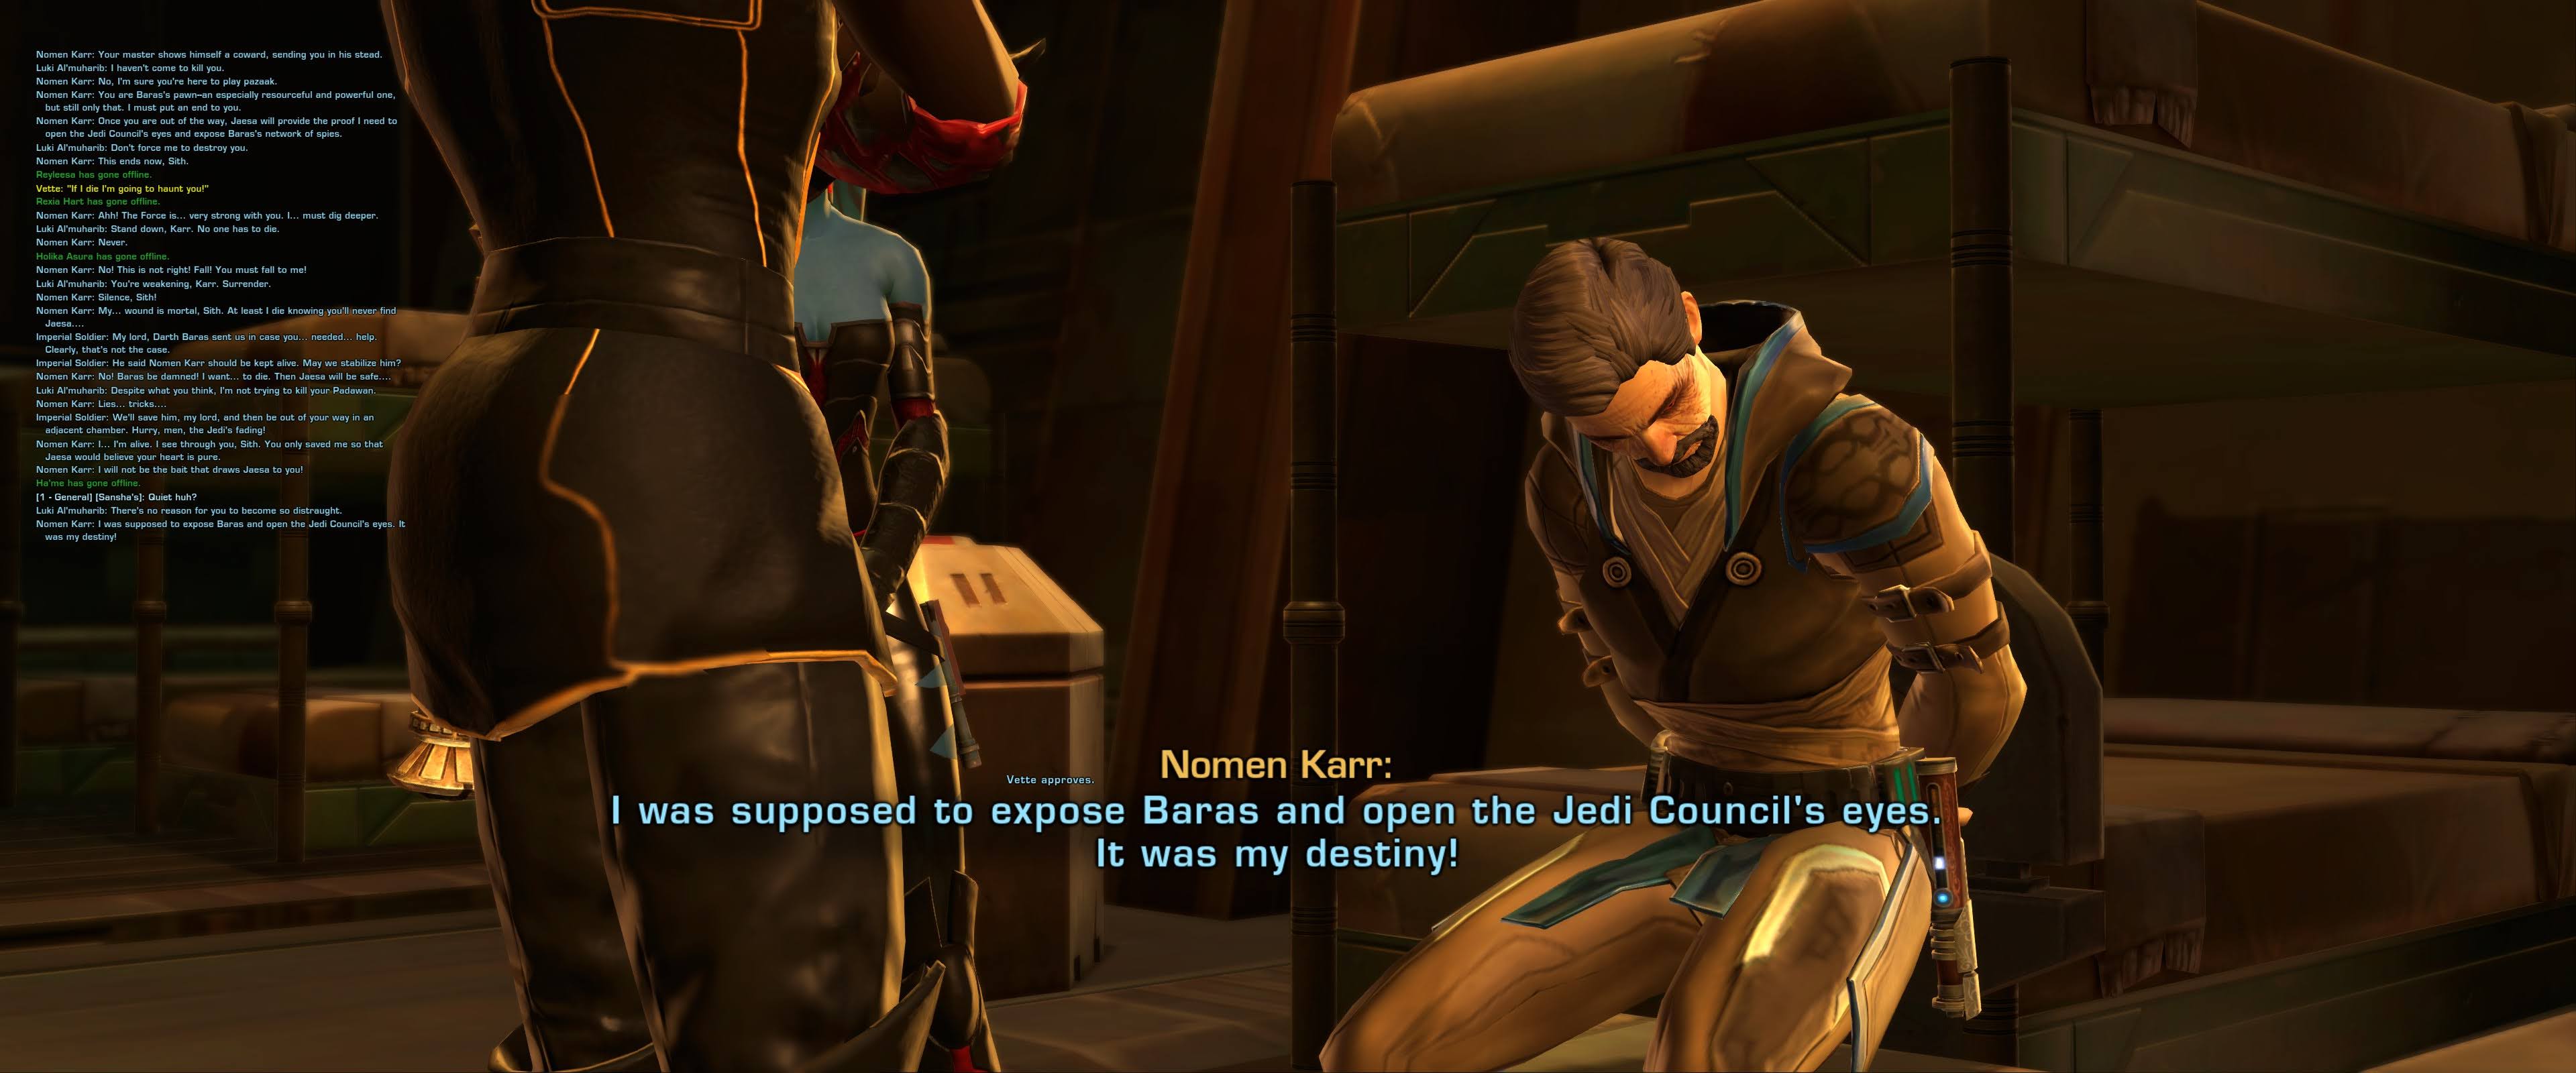 Nomen Karr: Your master shows himself a coward, sending you in his stead.
Luki Al'muharib: I haven't come to kill you.
Nomen Karr: No, I'm sure you're here to play pazaak.
Nomen Karr: You are Baras's pawn—an especially resourceful and powerful one,
but still only that. I must put an end to you.
Nomen Karr: Once you are out of the way, Jaesa will provide the proof I need to
open the Jedi Council's eyes and expose Baras's network of spies.
Luki Al'muharib: Don't force me to destroy you.
Nomen Karr: This ends now, Sith.
Reyleesa has gone offline.
Vette: "If I die I'm going to haunt you!"
Rexia Hart has gone offline.
Nomen Karr: Ahh! The Force is... very strong with you. I... must dig deeper.
Luki Al'muharib: Stand down, Karr. No one has to die.
Nomen Karr: Never.
Holika Asura has gone offline.
Nomen Karr: No! This is not right! Fall! You must fall to me!
Luki Al'muharib: You're weakening, Karr. Surrender.
Nomen Karr: Silence, Sith!
Nomen Karr: My... wound is mortal, Sith. At least I die knowing you'll never find
Jaesa....
Imperial Soldier: My lord, Darth Baras sent us in case you... needed... help.
Clearly, that's not the case.
Imperial Soldier: He said Nomen Karr should be kept alive. May we stabilize him?
Nomen Karr: No! Baras be damned! I want... to die. Then Jaesa will be safe....
Luki Al'muharib: Despite what you think, I'm not trying to kill your Padawan.
Nomen Karr: Lies... tricks....
Imperial Soldier: We'll save him, my lord, and then be out of your way in an
adjacent chamber. Hurry, men, the Jedi's fading!
Nomen Karr: I... I'm alive. I see through you, Sith. You only saved me so that
Jaesa would believe your heart is pure.
Nomen Karr: I will not be the bait that draws Jaesa to you!
Ha'me has gone offline.
[1 - General] [Sansha's]: Quiet huh?
Luki Al'muharib: There's no reason for you to become so distraught.
Nomen Karr: I was supposed to expose Baras and open the Jedi Council's eyes. It
was my destiny!
Nomen Karr:
Vette approves.
I was supposed to expose Baras and open the Jedi Council's eyes.
It was my destiny!